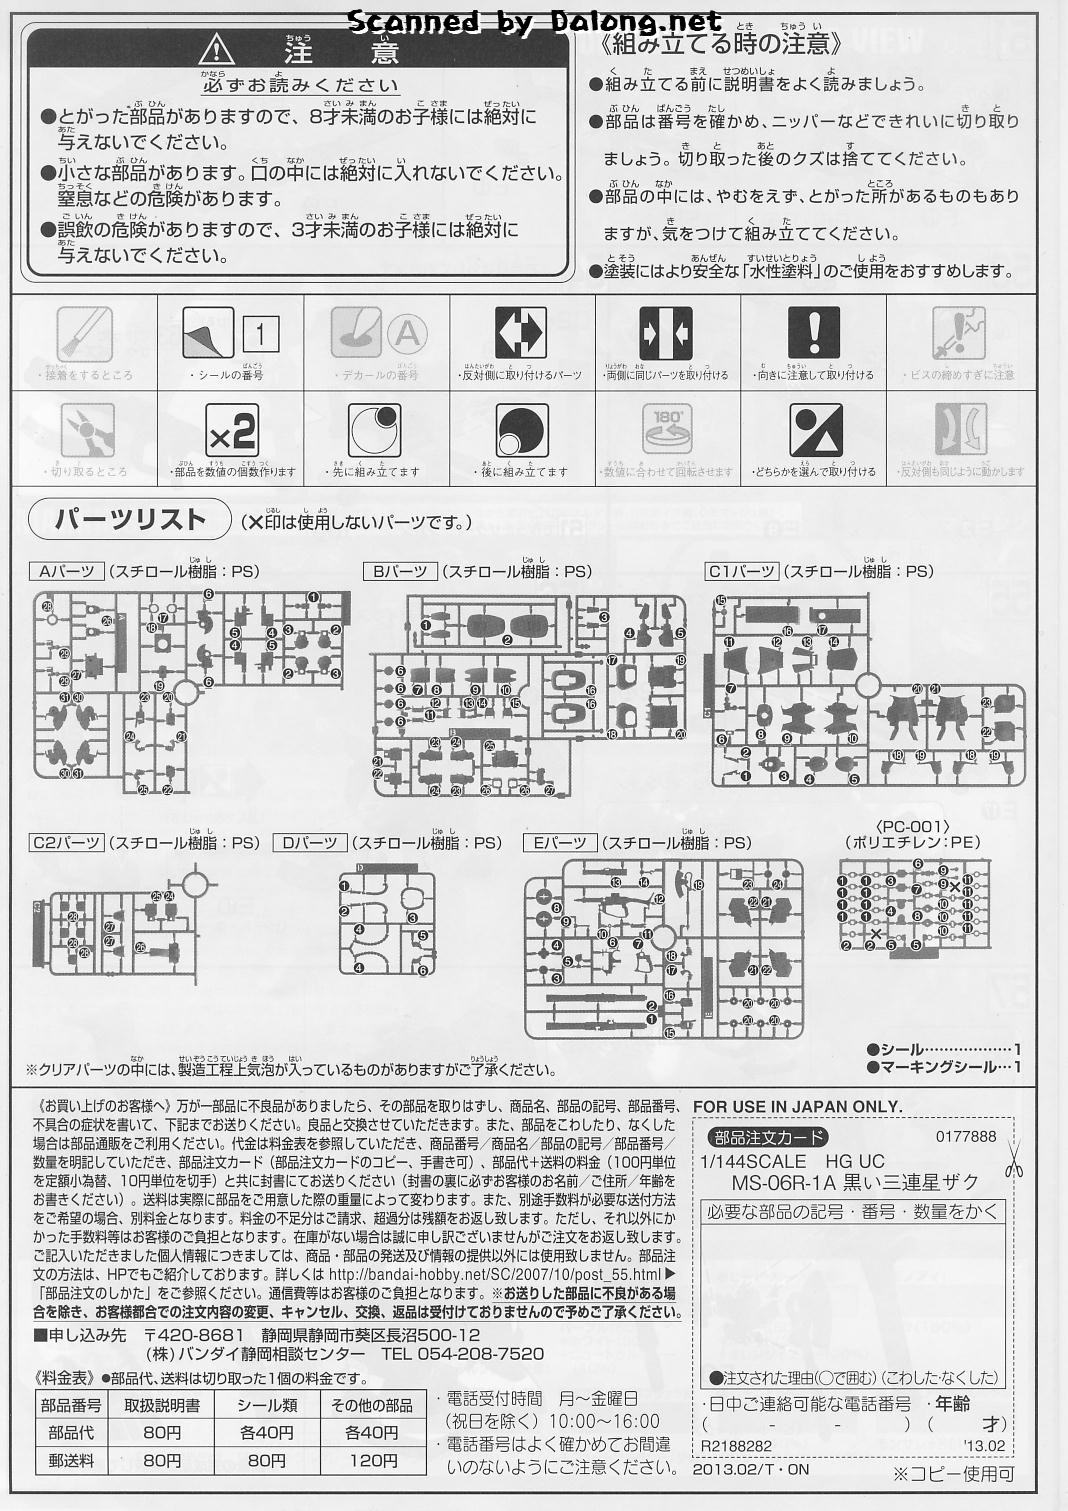 Scanned by Dalong.net
注意
必ずお読みください
●とがった部品がありますので、8才未満のお子様には絶対に
与えないでください。
●小さな部品があります。口の中には絶対に入れないでください。
窒息などの危険があります。
●誤飲の危険がありますので、3才未満のお子様には絶対に
与えないでください。
《組み立てる時の注意》
●組み立てる前に説明書をよく読みましょう。
●部品は番号を確かめ、ニッパーなどできれいに切り取り
ましょう。切り取った後のクズは捨ててください。
●部品の中には、やむをえず、とがった所があるものもあり
ますが、気をつけて組み立ててください。
●塗装にはより安全な「水性塗料」のご使用をおすすめします。
1
A
・接着をするところ
・シールの番号
・デカールの番号
・反対側に取り付けるパーツ
・両側に同じパーツを取り付ける
・向きに注意して取り付ける
・ビスの締めすぎに注意
×2
180°
・切り取るところ
・部品を数値の個数作ります
・先に組み立てます
・後に組み立てます
・数値に合わせて回転させます
・どちらかを選んで取り付ける
・反対側も同じように動かします
パーツリスト (×印は使用しないパーツです。)
Aパーツ (スチロール樹脂：PS)
Bパーツ (スチロール樹脂：PS)
C1パーツ (スチロール樹脂：PS)
C2パーツ (スチロール樹脂：PS)
Dパーツ (スチロール樹脂：PS)
Eパーツ (スチロール樹脂：PS)
〈PC-001〉
(ポリエチレン：PE)
●シール………………1
●マーキングシール…1
※クリアパーツの中には、製造工程上気泡が入っているものがありますがご了承ください。
《お買い上げのお客様へ》万が一部品に不良品がありましたら、その部品を取りはずし、商品名、部品の記号、部品番号、
不具合の症状を書いて、下記までお送りください。良品と交換させていただきます。また、部品をこわしたり、なくした
場合は部品通販をご利用ください。代金は料金表を参照していただき、商品番号／商品名／部品の記号／部品番号／
数量を明記していただき、部品注文カード（部品注文カードのコピー、手書き可）、部品代＋送料の料金（100円単位
を定額小為替、10円単位を切手）と共に封書にてお送りください（封書の裏に必ずお客様のお名前／ご住所／年齢を
お書きください）。送料は実際に部品をご用意した際の重量によって変わります。また、別途手数料が必要な送付方法
をご希望の場合、別料金となります。料金の不足分はご請求、超過分は残額をお返し致します。ただし、それ以外にか
かった手数料等はお客様のご負担となります。在庫がない場合は誠に申し訳ございませんがご注文をお返し致します。
ご記入いただきました個人情報につきましては、商品・部品の発送及び情報の提供以外には使用致しません。部品注
文の方法は、HPでもご紹介しております。詳しくは http://bandai-hobby.net/SC/2007/10/post_55.html▶
「部品注文のしかた」をご参照ください。通信費等はお客様のご負担となります。※お送りした部品に不良がある場
合を除き、お客様都合での注文内容の変更、キャンセル、交換、返品は受付けておりませんので予めご了承ください。
■申し込み先 〒420-8681 静岡県静岡市葵区長沼500-12
(株)バンダイ静岡相談センター TEL 054-208-7520
《料金表》●部品代、送料は切り取った1個の料金です。
部品番号 取扱説明書 シール類 その他の部品
部品代 80円 各40円 各40円
郵送料 80円 80円 120円
・電話受付時間 月〜金曜日
（祝日を除く）10:00〜16:00
・電話番号はよく確かめてお間違
いのないようにご注意ください。
FOR USE IN JAPAN ONLY.
部品注文カード 0177888
1/144SCALE HG UC
MS-06R-1A 黒い三連星ザク
必要な部品の記号・番号・数量をかく
●注文された理由(○で囲む)(こわした・なくした)
・日中ご連絡可能な電話番号 ・年齢
( - - ) ( 才)
R2188282 '13.02
2013.02/T・ON ※コピー使用可